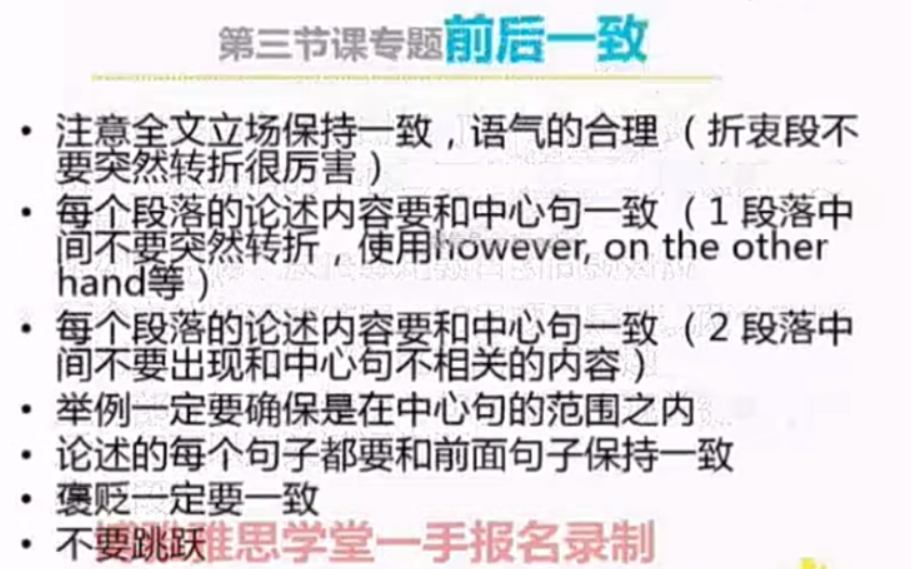 第三节课专题前后一致
• 注意全文立场保持一致，语气的合理（折衷段不
要突然转折很厉害）
• 每个段落的论述内容要和中心句一致（1 段落中
间不要突然转折，使用however, on the other
hand等）
• 每个段落的论述内容要和中心句一致（2 段落中
间不要出现和中心句不相关的内容）
• 举例一定要确保是在中心句的范围之内
• 论述的每个句子都要和前面句子保持一致
• 褒贬一定要一致
• 不要跳跃
雅思学堂一手报名录制